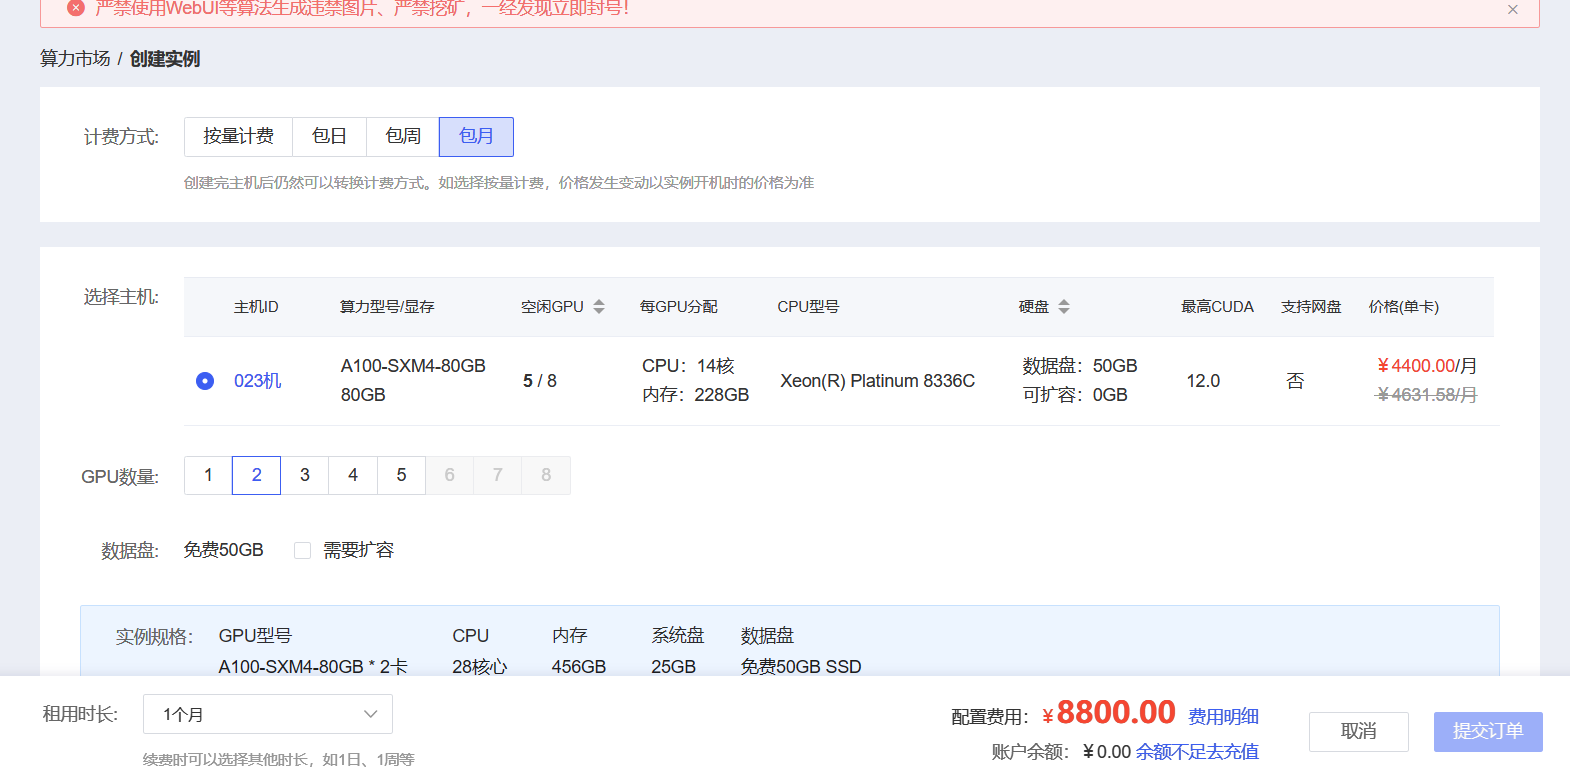 严禁使用WebUI等算法生成违禁图片、严禁挖矿，一经发现立即封号！
算力市场 / 创建实例
计费方式: 按量计费 包日 包周 包月
创建完主机后仍然可以转换计费方式。如选择按量计费，价格发生变动以实例开机时的价格为准
选择主机: 主机ID 算力型号/显存 空闲GPU 每GPU分配 CPU型号 硬盘 最高CUDA 支持网盘 价格(单卡)
A100-SXM4-80GB CPU：14核 数据盘：50GB ￥4400.00/月
023机 5 / 8 Xeon(R) Platinum 8336C 12.0 否
80GB 内存：228GB 可扩容：0GB ￥4631.58/月
GPU数量: 1 2 3 4 5 6 7 8
数据盘: 免费50GB 需要扩容
实例规格： GPU型号 CPU 内存 系统盘 数据盘
A100-SXM4-80GB * 2卡 28核心 456GB 25GB 免费50GB SSD
租用时长: 1个月
续费时可以选择其他时长，如1日、1周等
配置费用：￥8800.00 费用明细
账户余额：￥0.00 余额不足去充值
取消 提交订单